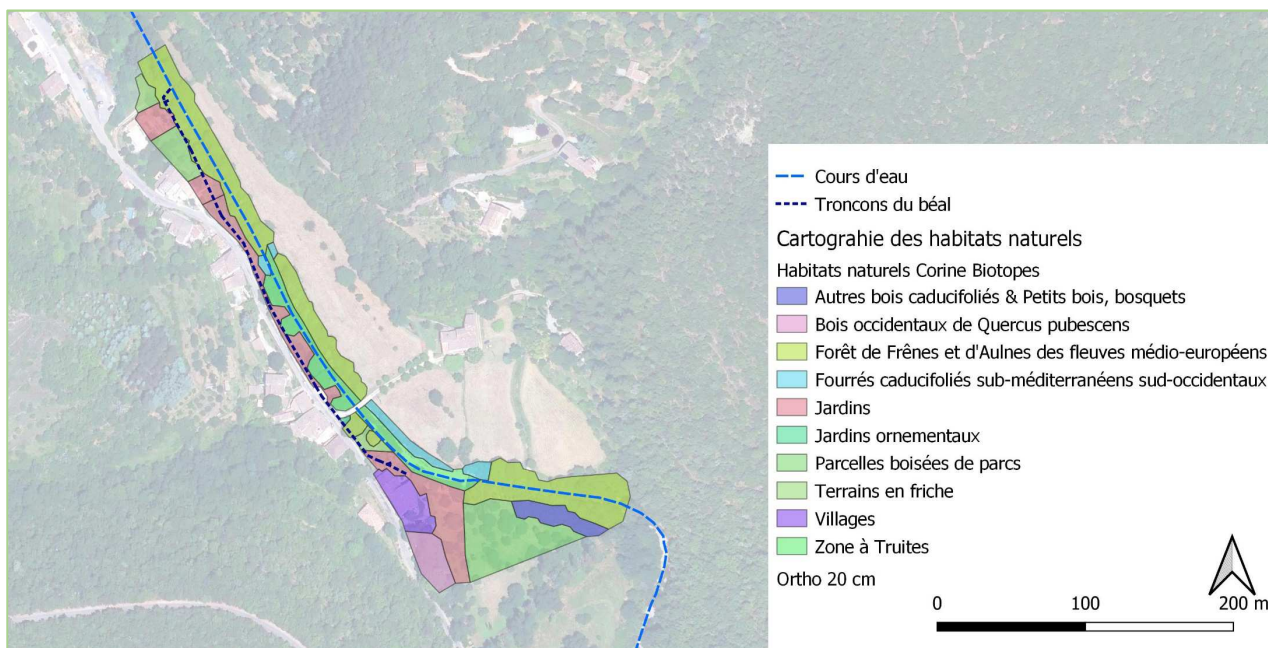 Cours d'eau
Troncons du béal
Cartograhie des habitats naturels
Habitats naturels Corine Biotopes
Autres bois caducifoliés & Petits bois, bosquets
Bois occidentaux de Quercus pubescens
Forêt de Frênes et d'Aulnes des fleuves médio-européens
Fourrés caducifoliés sub-méditerranéens sud-occidentaux
Jardins
Jardins ornementaux
Parcelles boisées de parcs
Terrains en friche
Villages
Zone à Truites
Ortho 20 cm
0 100 200 m